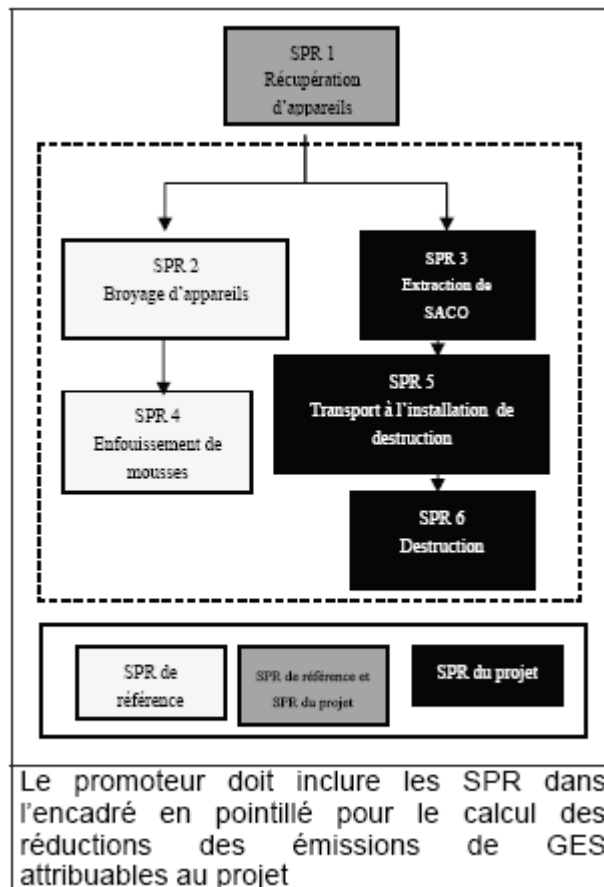 SPR 1
Récupération
d'appareils
SPR 2
Broyage d'appareils
SPR 3
Extraction de
SACO
SPR 4
Enfouissement de
mousses
SPR 5
Transport à l'installation de
destruction
SPR 6
Destruction
SPR de
référence
SPR de référence et
SPR du projet
SPR du projet
Le promoteur doit inclure les SPR dans
l'encadré en pointillé pour le calcul des
réductions des émissions de GES
attribuables au projet